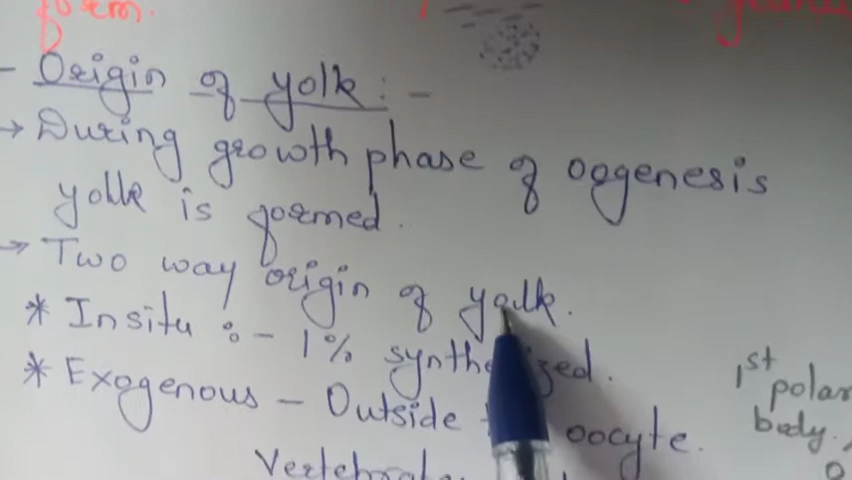 form.
- Origin of yolk :-
→ During growth phase of oogenesis
yolk is formed.
→ Two way origin of yolk.
* Insitu :- 1% synthesized.
* Exogenous - Outside oocyte.
1st
polar
body.